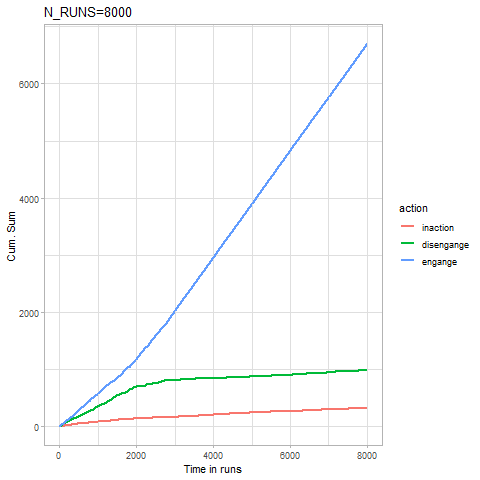 N_RUNS=8000
Cum. Sum
6000
4000
2000
0
0 2000 4000 6000 8000
Time in runs
action
inaction
disengange
engange